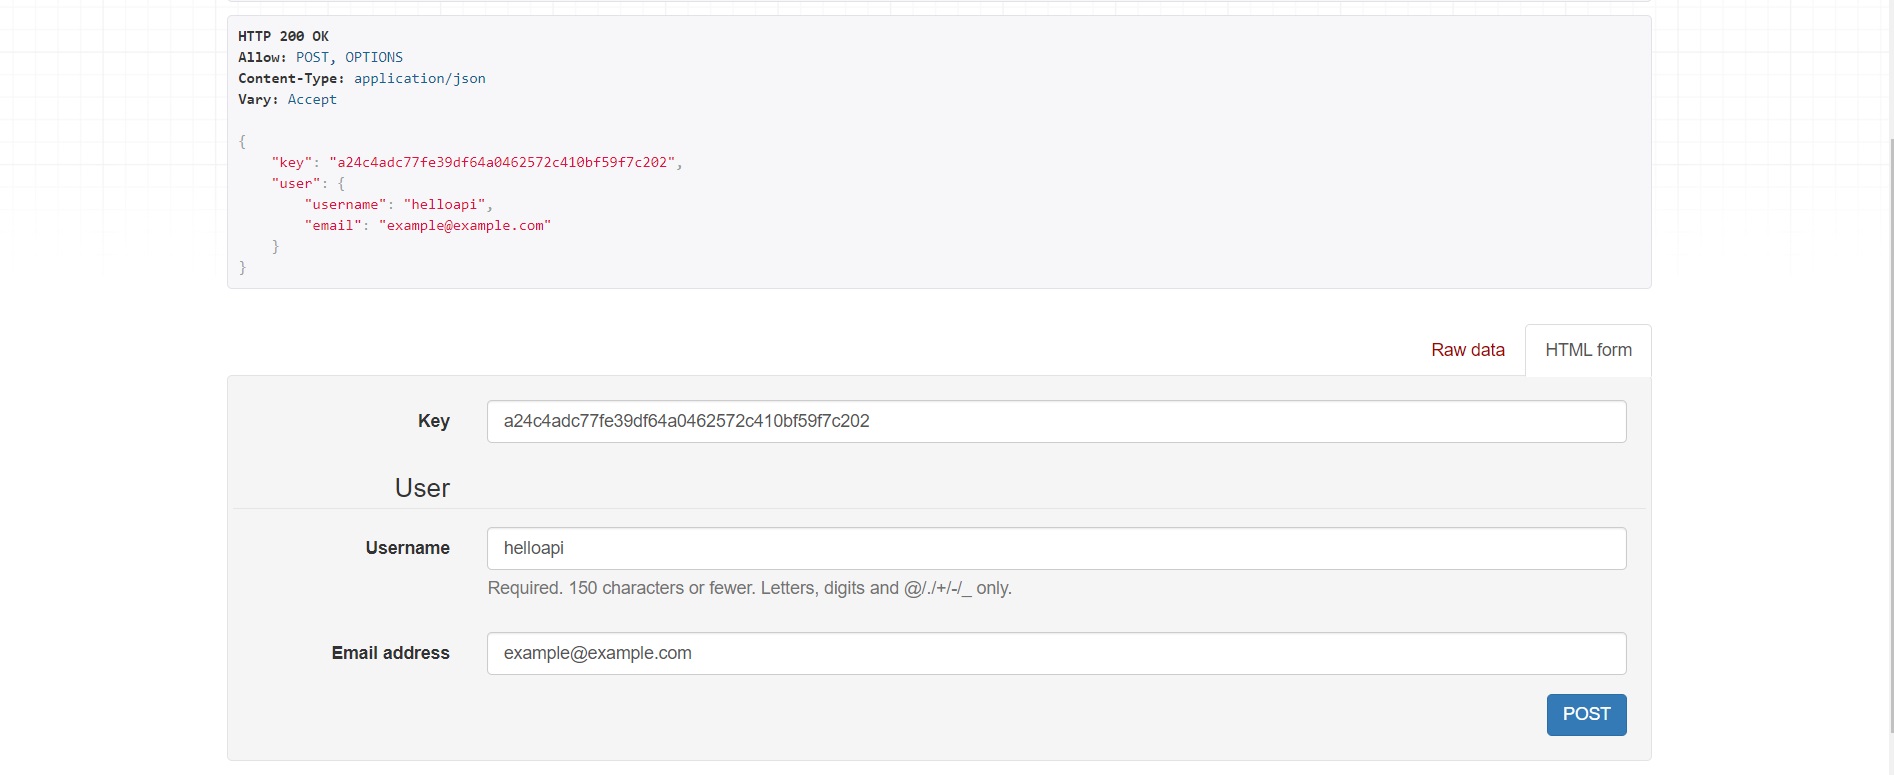 HTTP 200 OK
Allow: POST, OPTIONS
Content-Type: application/json
Vary: Accept
{
    "key": "a24c4adc77fe39df64a0462572c410bf59f7c202",
    "user": {
        "username": "helloapi",
        "email": "example@example.com"
    }
}
Raw data
HTML form
Key
a24c4adc77fe39df64a0462572c410bf59f7c202
User
Username
helloapi
Required. 150 characters or fewer. Letters, digits and @/./+/-/_ only.
Email address
example@example.com
POST